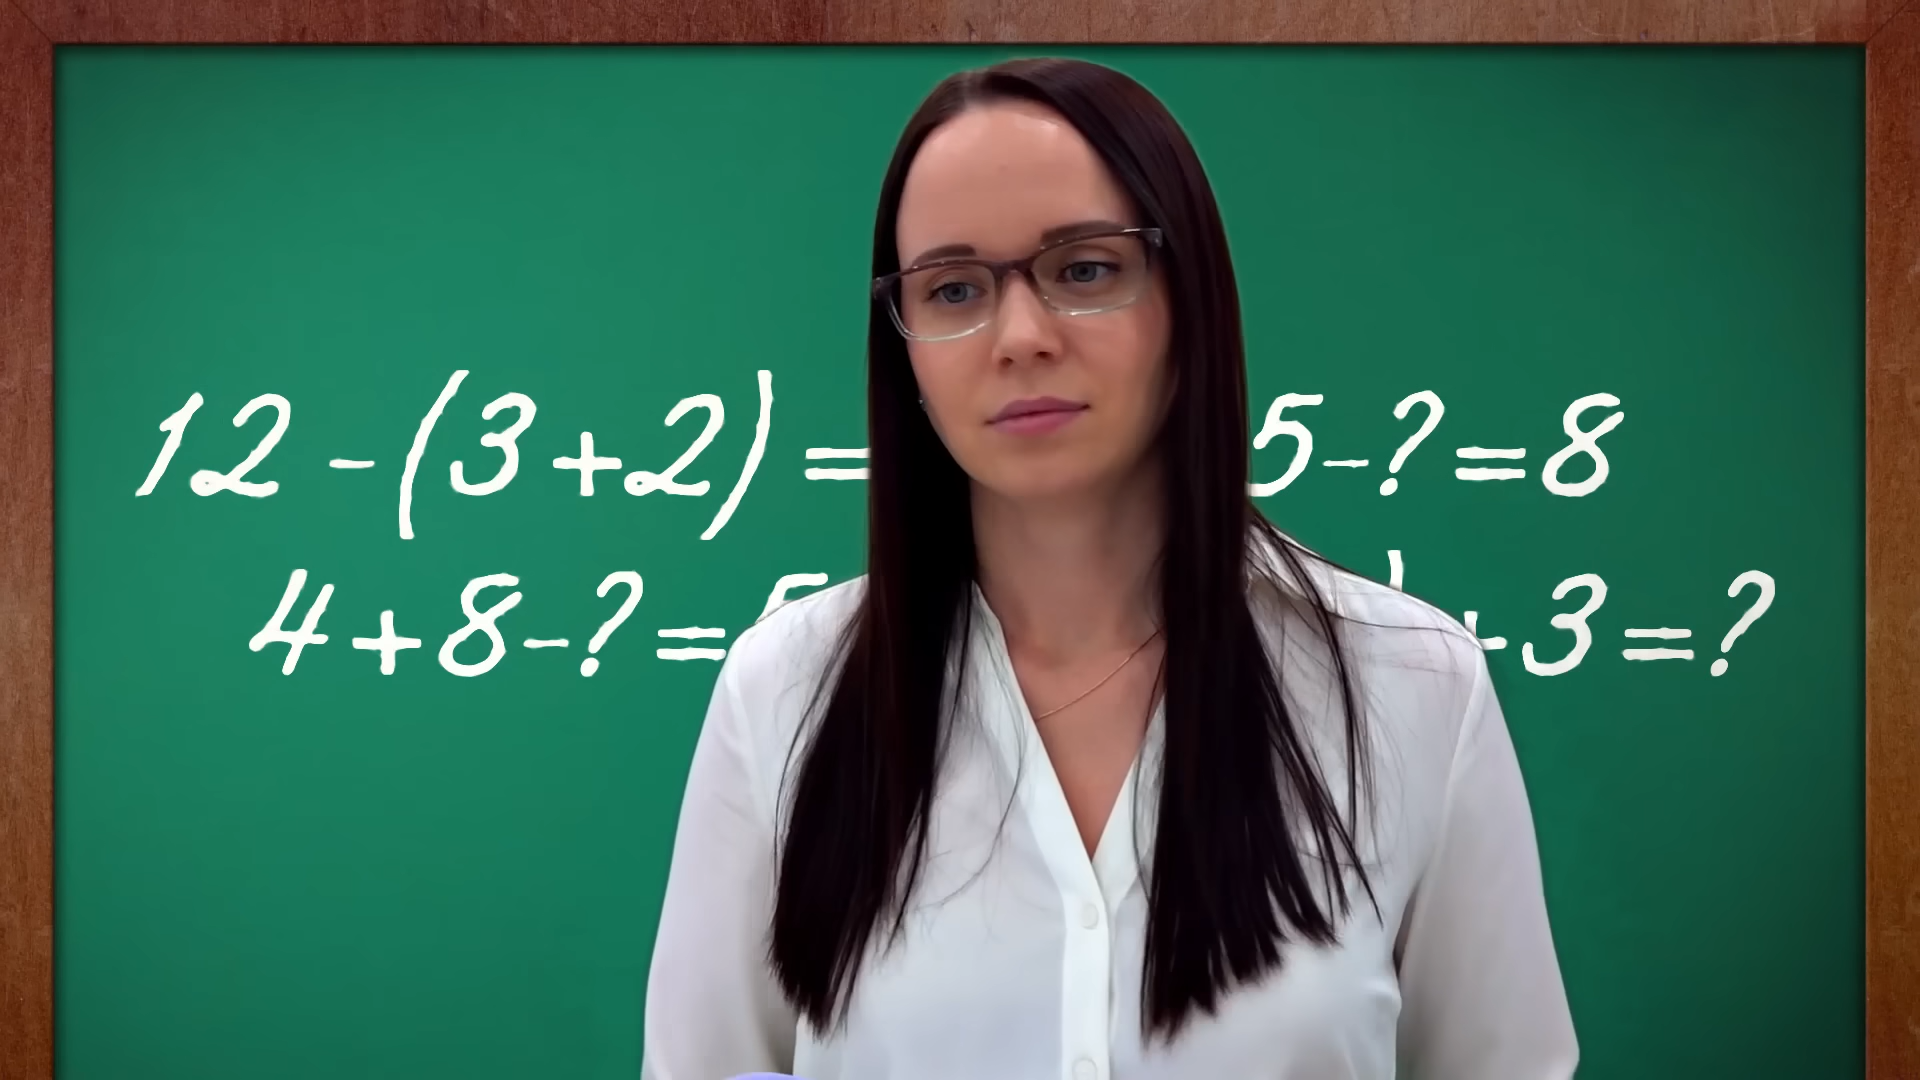 12-(3+2)= 5-?=8
4+8-?= +3=?